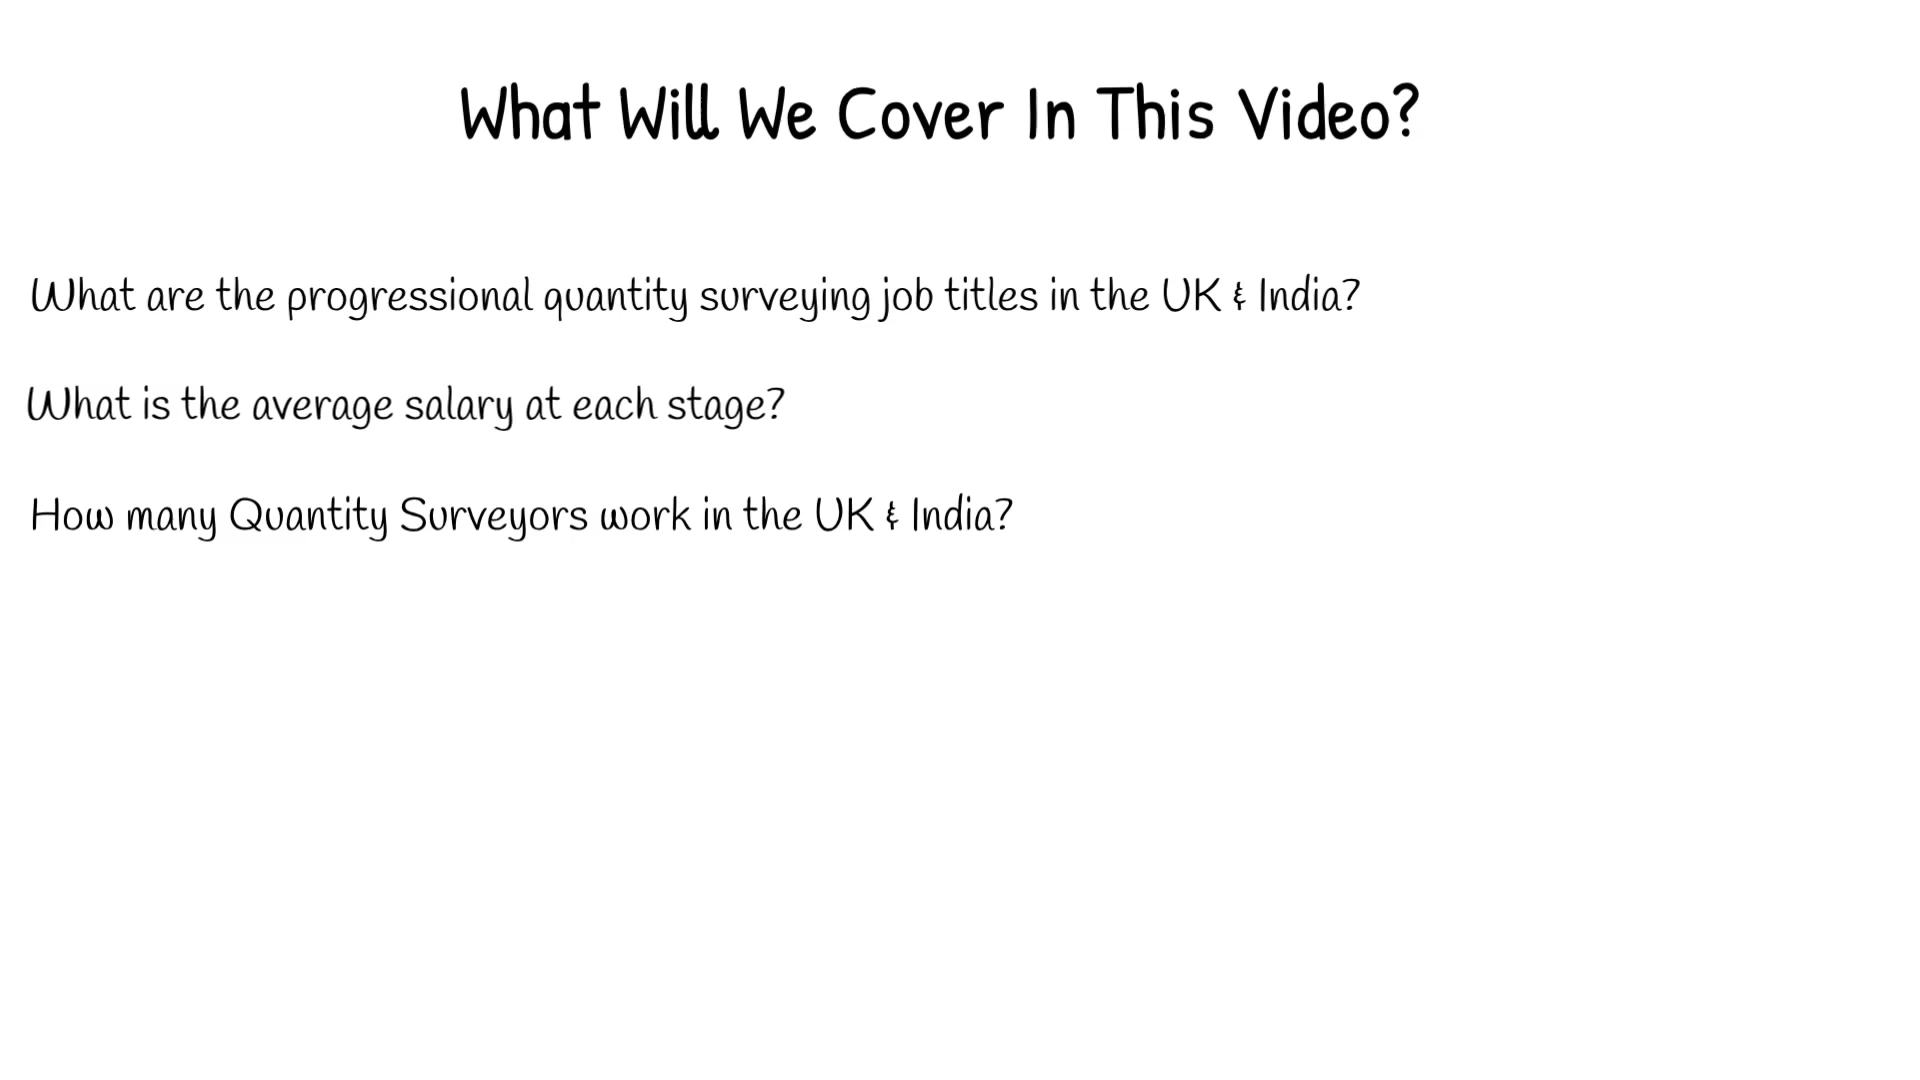 What Will We Cover In This Video?
What are the progressional quantity surveying job titles in the UK & India?
What is the average salary at each stage?
How many Quantity Surveyors work in the UK & India?